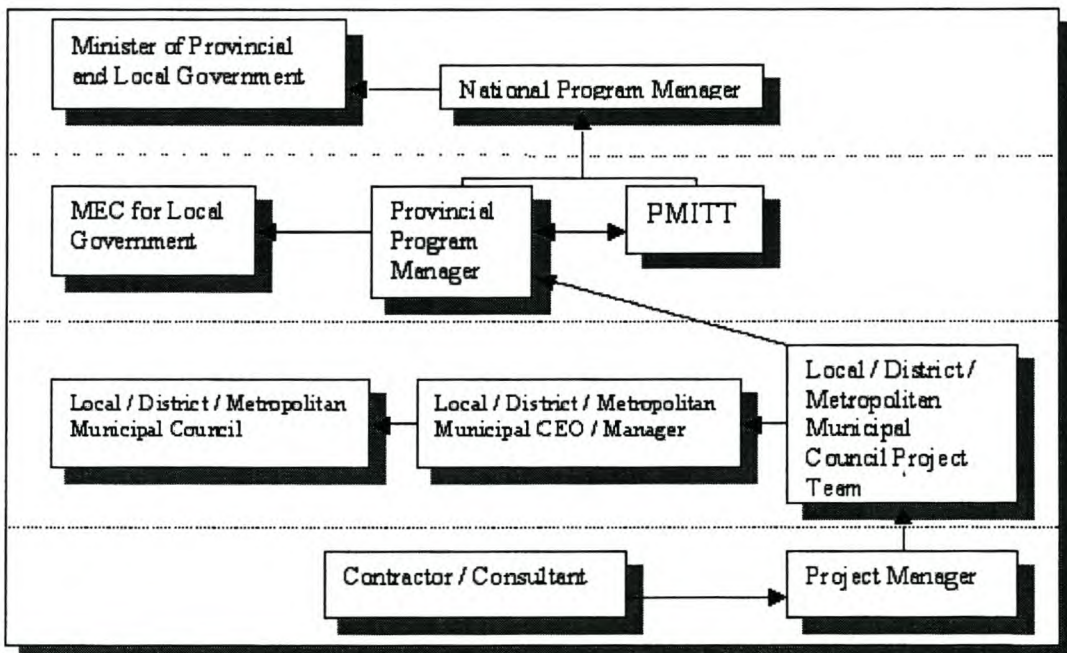 Minister of Provincial
and Local Government
National Program Manager
MEC for Local
Government
Provincial
Program
Manager
PMITT
Local / District / Metropolitan
Municipal Council
Local / District / Metropolitan
Municipal CEO / Manager
Local / District /
Metropolitan
Municipal
Council Project
Team
Contractor / Consultant
Project Manager